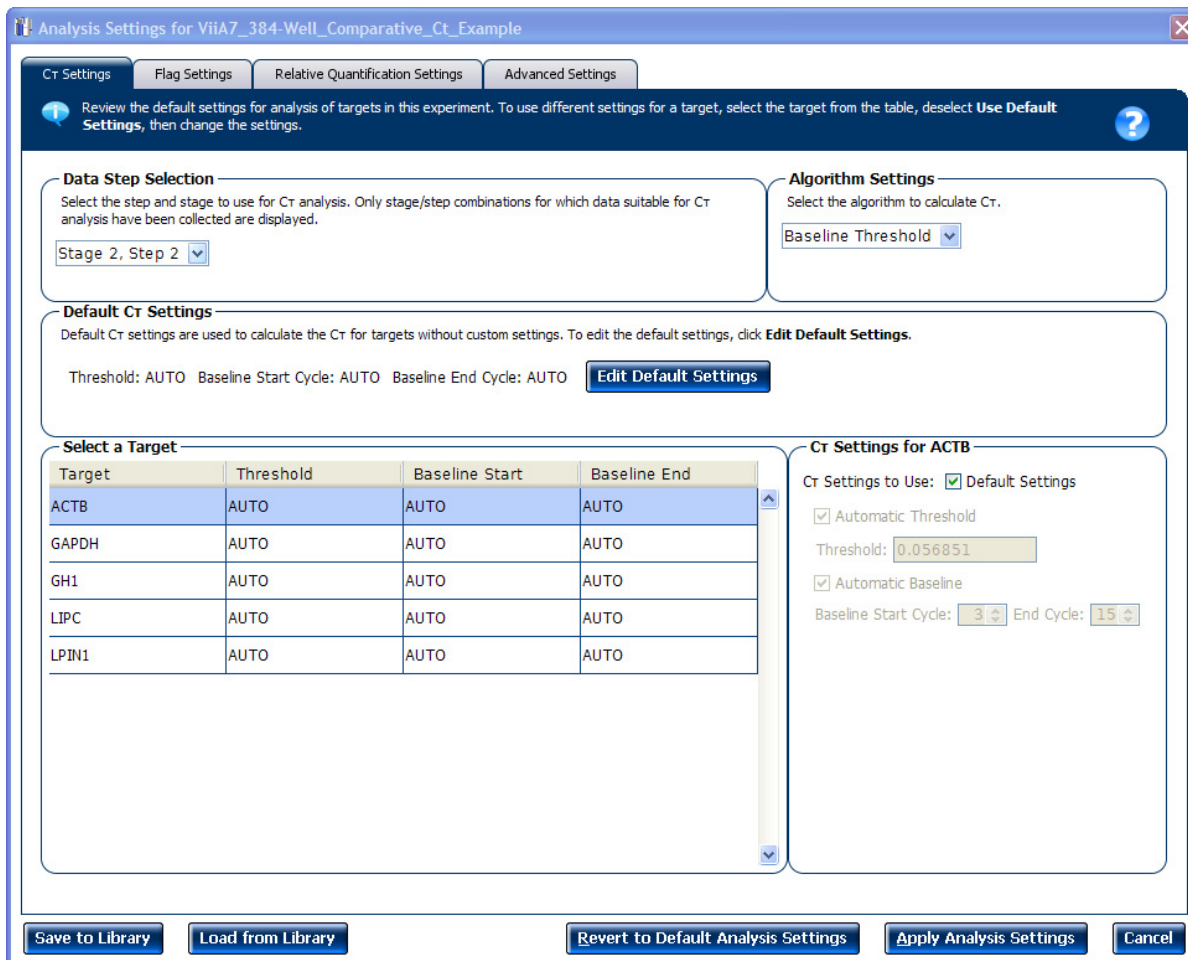 Analysis Settings for ViiA7_384-Well_Comparative_Ct_Example
Cт Settings
Flag Settings
Relative Quantification Settings
Advanced Settings
Review the default settings for analysis of targets in this experiment. To use different settings for a target, select the target from the table, deselect Use Default
Settings, then change the settings.
?
Data Step Selection
Select the step and stage to use for Cт analysis. Only stage/step combinations for which data suitable for Cт
analysis have been collected are displayed.
Stage 2, Step 2
Algorithm Settings
Select the algorithm to calculate Cт.
Baseline Threshold
Default Cт Settings
Default Cт settings are used to calculate the Cт for targets without custom settings. To edit the default settings, click Edit Default Settings.
Threshold: AUTO Baseline Start Cycle: AUTO Baseline End Cycle: AUTO Edit Default Settings
Select a Target
Target Threshold Baseline Start Baseline End
ACTB AUTO AUTO AUTO
GAPDH AUTO AUTO AUTO
GH1 AUTO AUTO AUTO
LIPC AUTO AUTO AUTO
LPIN1 AUTO AUTO AUTO
Cт Settings for ACTB
Cт Settings to Use: Default Settings
Automatic Threshold
Threshold: 0.056851
Automatic Baseline
Baseline Start Cycle: 3 End Cycle: 15
Save to Library
Load from Library
Revert to Default Analysis Settings
Apply Analysis Settings
Cancel